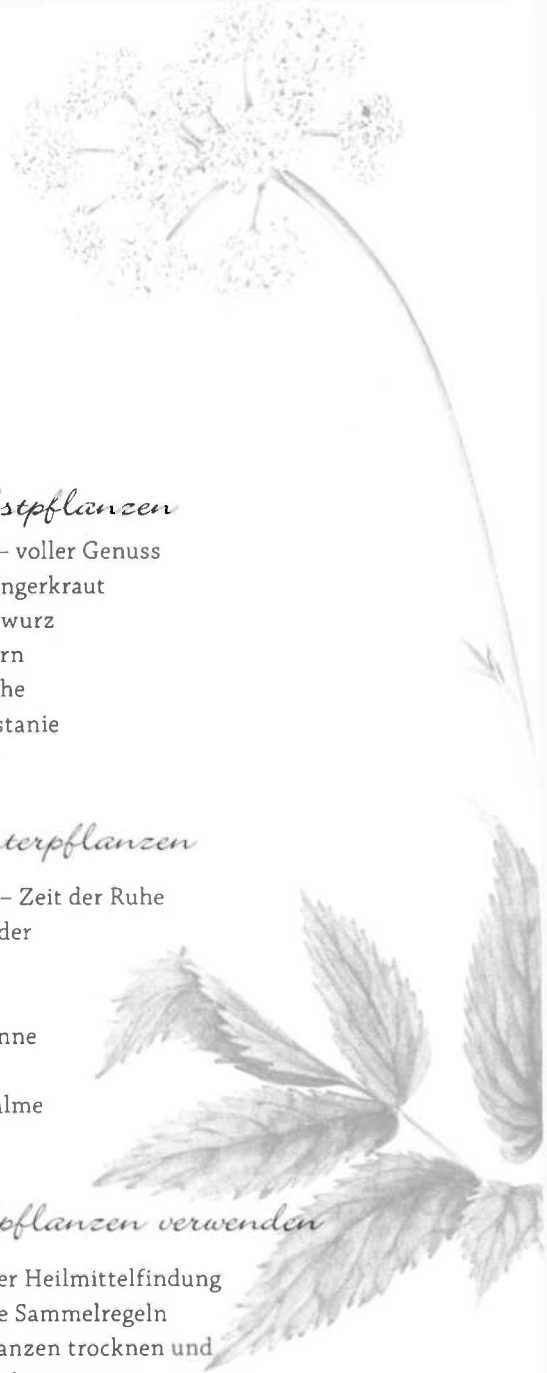 stpflanzen
– voller Genuss
ngerkraut
wurz
rn
he
stanie
terpflanzen
– Zeit der Ruhe
der
nne
lme
pflanzen verwenden
er Heilmittelfindung
e Sammelregeln
anzen trocknen und